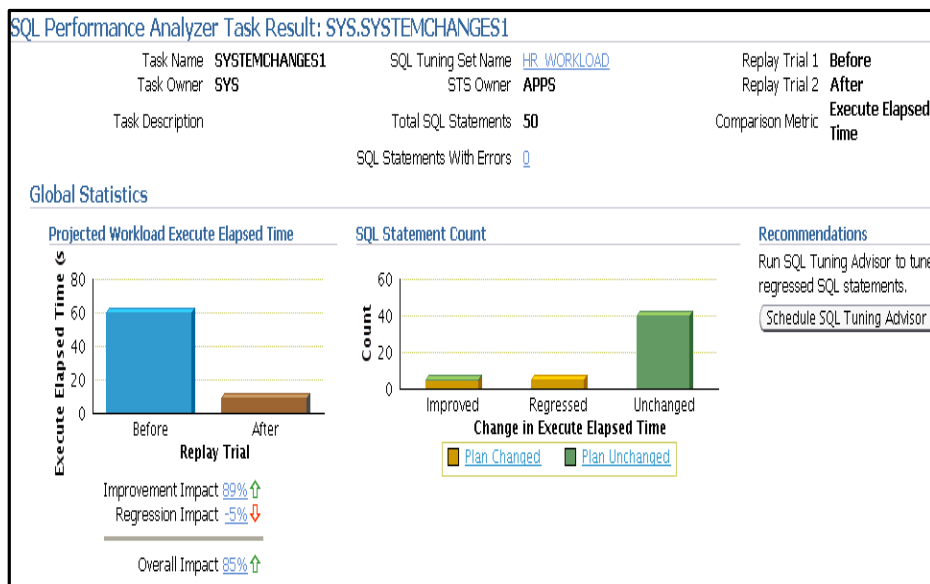 SQL Performance Analyzer Task Result: SYS.SYSTEMCHANGES1
Task Name SYSTEMCHANGES1
Task Owner SYS
Task Description
SQL Tuning Set Name HR_WORKLOAD
STS Owner APPS
Total SQL Statements 50
SQL Statements With Errors 0
Replay Trial 1 Before
Replay Trial 2 After
Comparison Metric Execute Elapsed
Time
Global Statistics
Projected Workload Execute Elapsed Time
Execute Elapsed Time (s
80
60
40
20
0
Before After
Replay Trial
Improvement Impact 89%
Regression Impact -5%
Overall Impact 85%
SQL Statement Count
Count
60
40
20
0
Improved Regressed Unchanged
Change in Execute Elapsed Time
Plan Changed Plan Unchanged
Recommendations
Run SQL Tuning Advisor to tune
regressed SQL statements.
Schedule SQL Tuning Advisor